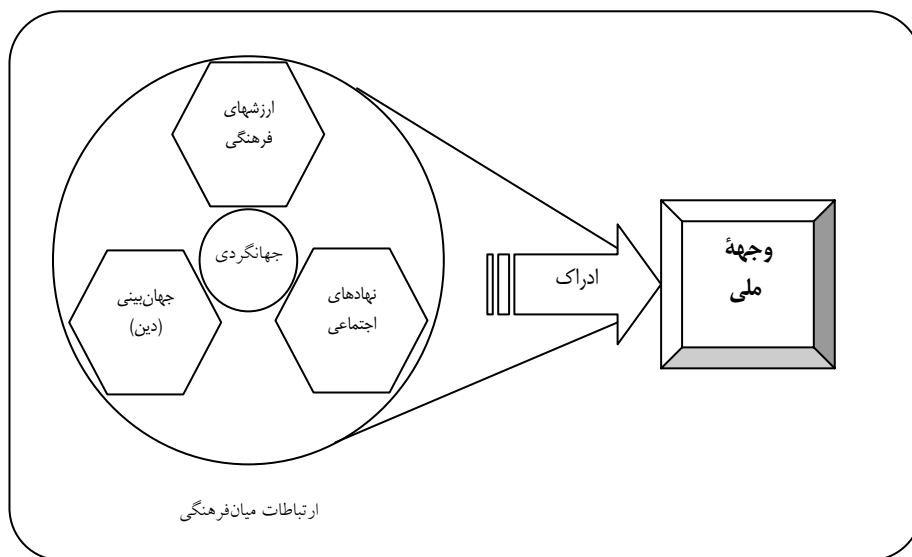 ارزشهای
فرهنگی
جهانگردی
نهادهای
اجتماعی
جهان‌بینی
(دین)
ادراک
وجههٔ
ملی
ارتباطات میان‌فرهنگی